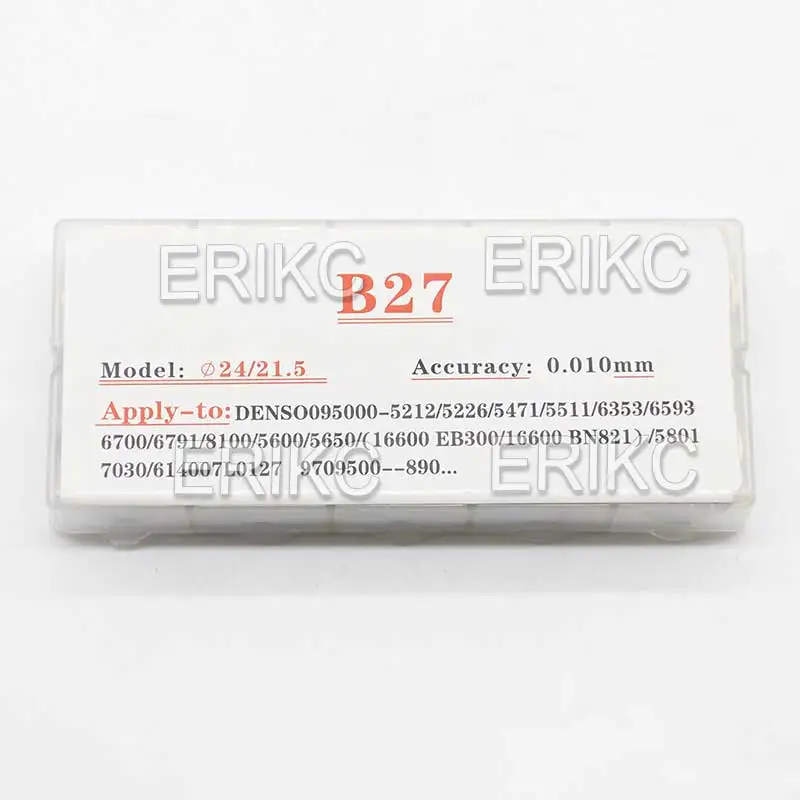 ERIKC ERIKC
B27
Model: ∅24/21.5 Accuracy: 0.010mm
Apply-to:DENSO095000-5212/5226/5471/5511/6353/6593
6700/6791/8100/5600/5650/(16600 EB300/16600 BN821)/5801
7030/614007L0127 9709500--890...
ERIKC ERIKC